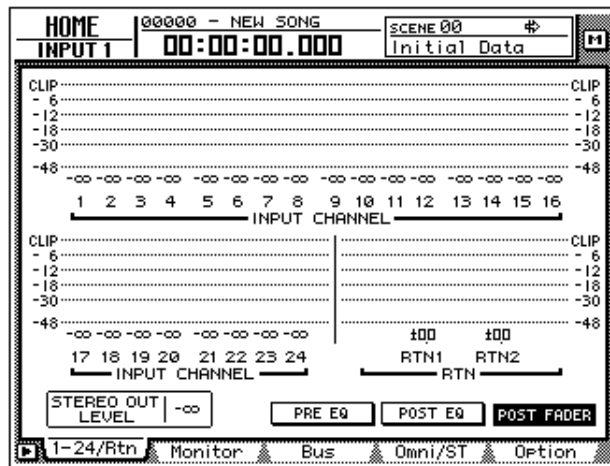 HOME
INPUT 1
00000 - NEW SONG
00:00:00.000
SCENE 00
Initial Data
M
CLIP CLIP
- 6 - 6
-12 -12
-18 -18
-30 -30
-48 -48
-∞ -∞ -∞ -∞ -∞ -∞ -∞ -∞ -∞ -∞ -∞ -∞ -∞ -∞ -∞ -∞
1 2 3 4 5 6 7 8 9 10 11 12 13 14 15 16
INPUT CHANNEL
CLIP CLIP
- 6 - 6
-12 -12
-18 -18
-30 -30
-48 -48
-∞ -∞ -∞ -∞ -∞ -∞ -∞ -∞
17 18 19 20 21 22 23 24 RTN1 RTN2
INPUT CHANNEL RTN
STEREO OUT
LEVEL -∞
PRE EQ POST EQ POST FADER
1-24/Rtn Monitor Bus Omni/ST Option